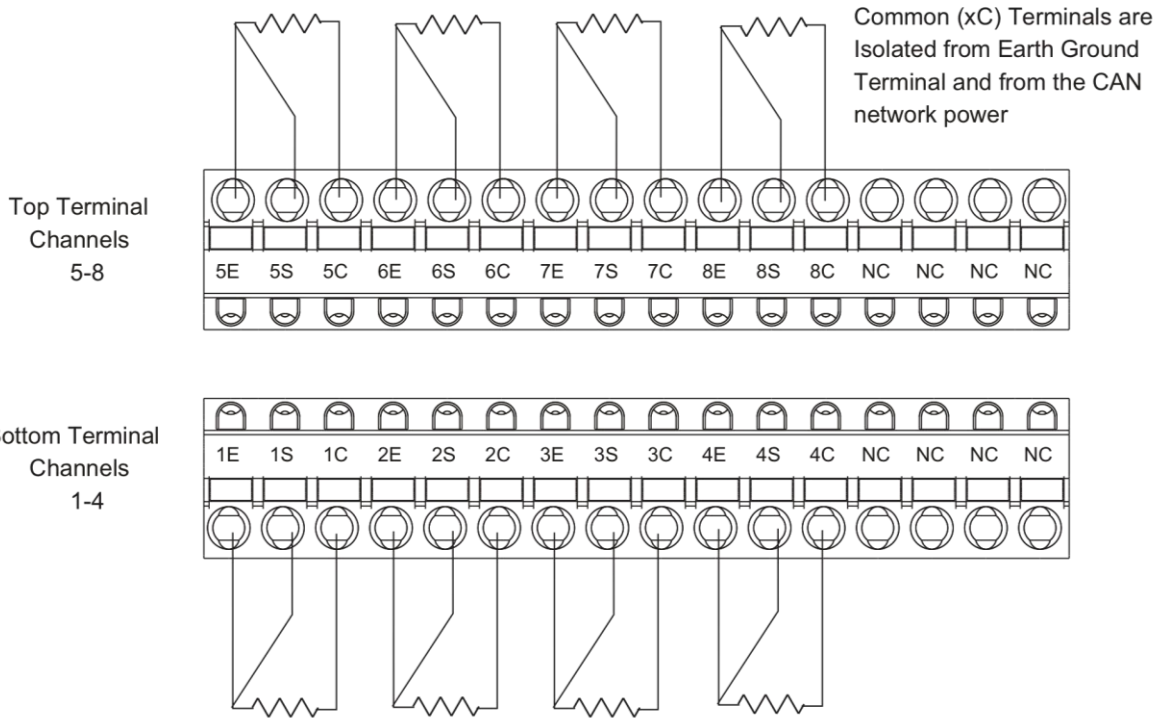 Common (xC) Terminals are
Isolated from Earth Ground
Terminal and from the CAN
network power
Top Terminal
Channels
5-8
5E 5S 5C 6E 6S 6C 7E 7S 7C 8E 8S 8C NC NC NC NC
ottom Terminal
Channels
1-4
1E 1S 1C 2E 2S 2C 3E 3S 3C 4E 4S 4C NC NC NC NC